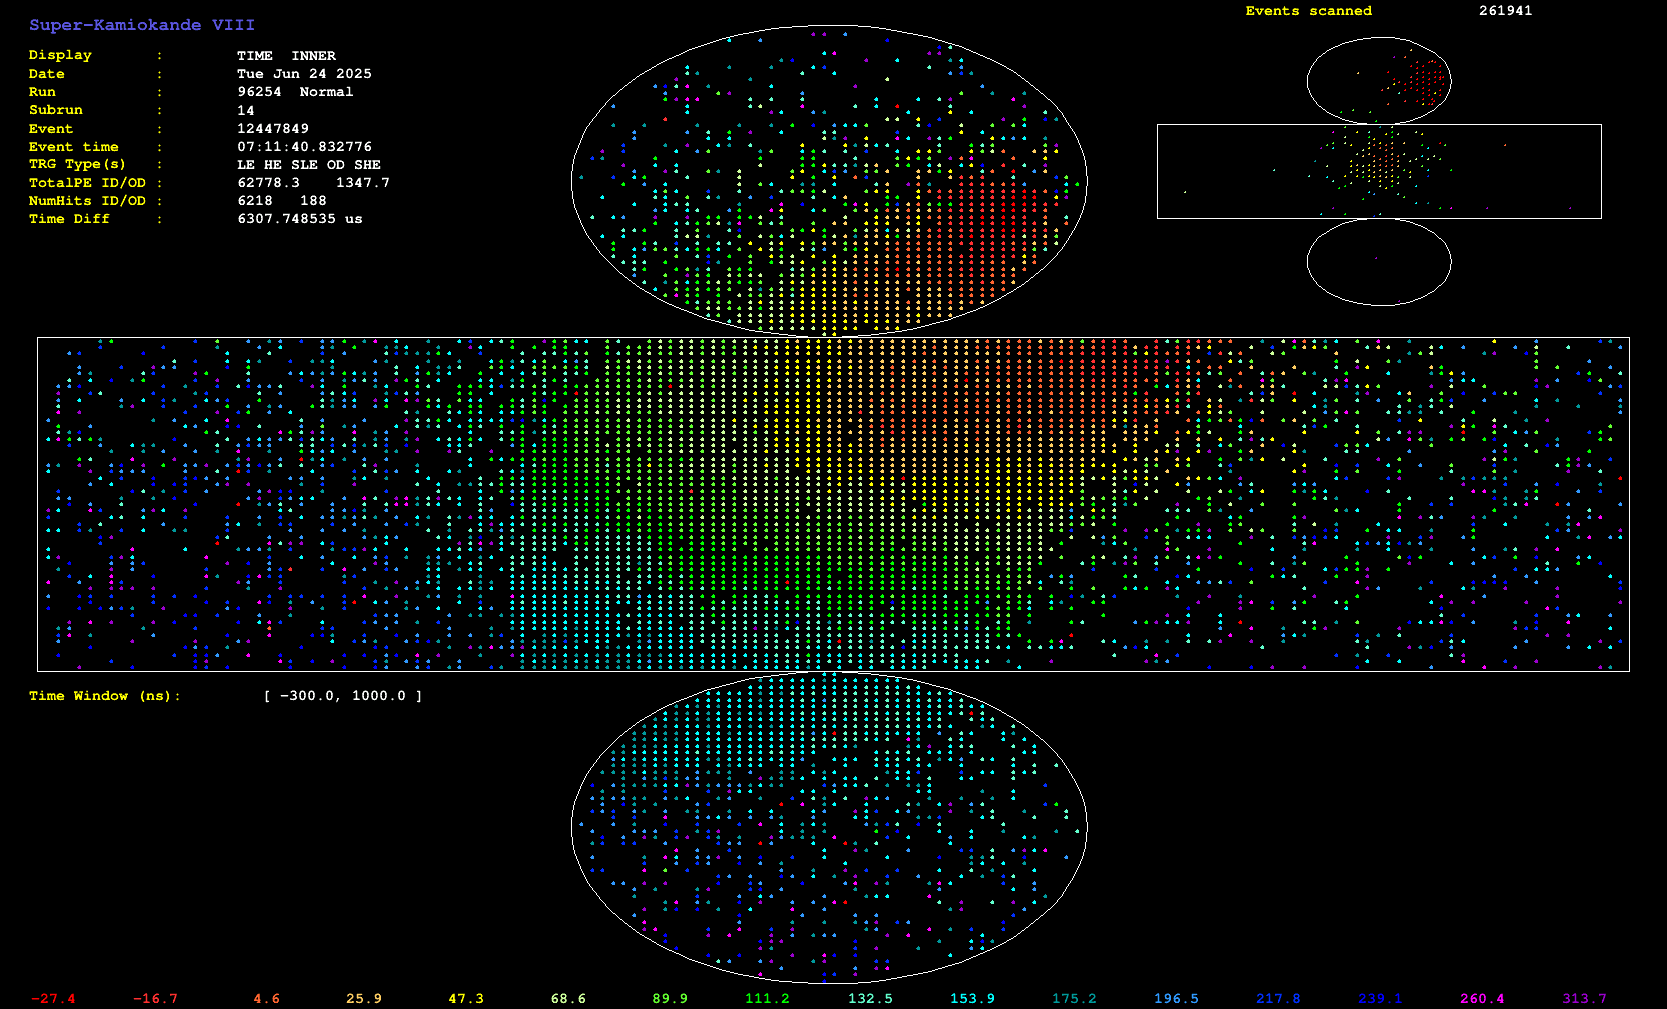 Super-Kamiokande VIII
Events scanned 261941
Display : TIME INNER
Date : Tue Jun 24 2025
Run : 96254 Normal
Subrun : 14
Event : 12447849
Event time : 07:11:40.832776
TRG Type(s) : LE HE SLE OD SHE
TotalPE ID/OD : 62778.3 1347.7
NumHits ID/OD : 6218 188
Time Diff : 6307.748535 us
Time Window (ns): [ -300.0, 1000.0 ]
-27.4 -16.7 4.6 25.9 47.3 68.6 89.9 111.2 132.5 153.9 175.2 196.5 217.8 239.1 260.4 313.7